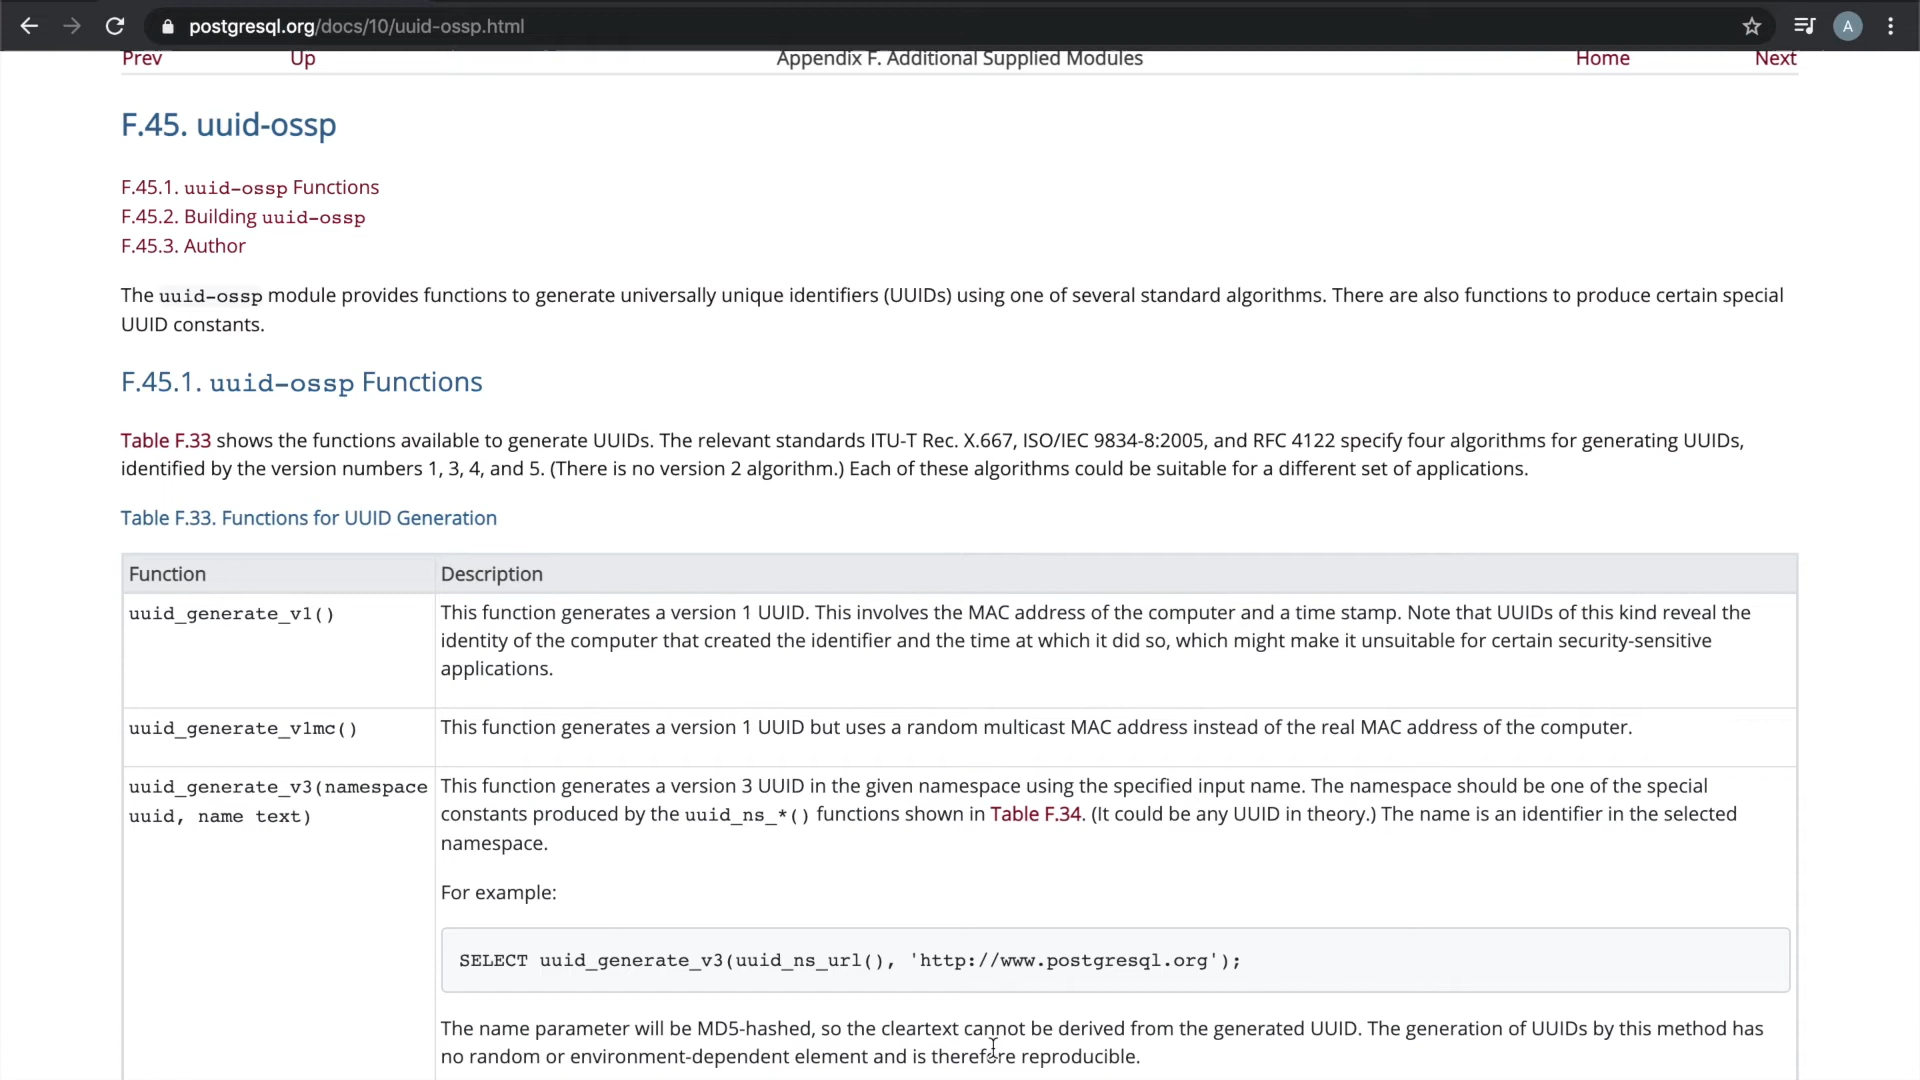 postgresql.org/docs/10/uuid-ossp.html
A
Prev Up Appendix F. Additional Supplied Modules Home Next
F.45. uuid-ossp
F.45.1. uuid-ossp Functions
F.45.2. Building uuid-ossp
F.45.3. Author
The uuid-ossp module provides functions to generate universally unique identifiers (UUIDs) using one of several standard algorithms. There are also functions to produce certain special
UUID constants.
F.45.1. uuid-ossp Functions
Table F.33 shows the functions available to generate UUIDs. The relevant standards ITU-T Rec. X.667, ISO/IEC 9834-8:2005, and RFC 4122 specify four algorithms for generating UUIDs,
identified by the version numbers 1, 3, 4, and 5. (There is no version 2 algorithm.) Each of these algorithms could be suitable for a different set of applications.
Table F.33. Functions for UUID Generation
Function Description
uuid_generate_v1() This function generates a version 1 UUID. This involves the MAC address of the computer and a time stamp. Note that UUIDs of this kind reveal the
identity of the computer that created the identifier and the time at which it did so, which might make it unsuitable for certain security-sensitive
applications.
uuid_generate_v1mc() This function generates a version 1 UUID but uses a random multicast MAC address instead of the real MAC address of the computer.
uuid_generate_v3(namespace This function generates a version 3 UUID in the given namespace using the specified input name. The namespace should be one of the special
uuid, name text) constants produced by the uuid_ns_*() functions shown in Table F.34. (It could be any UUID in theory.) The name is an identifier in the selected
namespace.
For example:
SELECT uuid_generate_v3(uuid_ns_url(), 'http://www.postgresql.org');
The name parameter will be MD5-hashed, so the cleartext cannot be derived from the generated UUID. The generation of UUIDs by this method has
no random or environment-dependent element and is therefore reproducible.